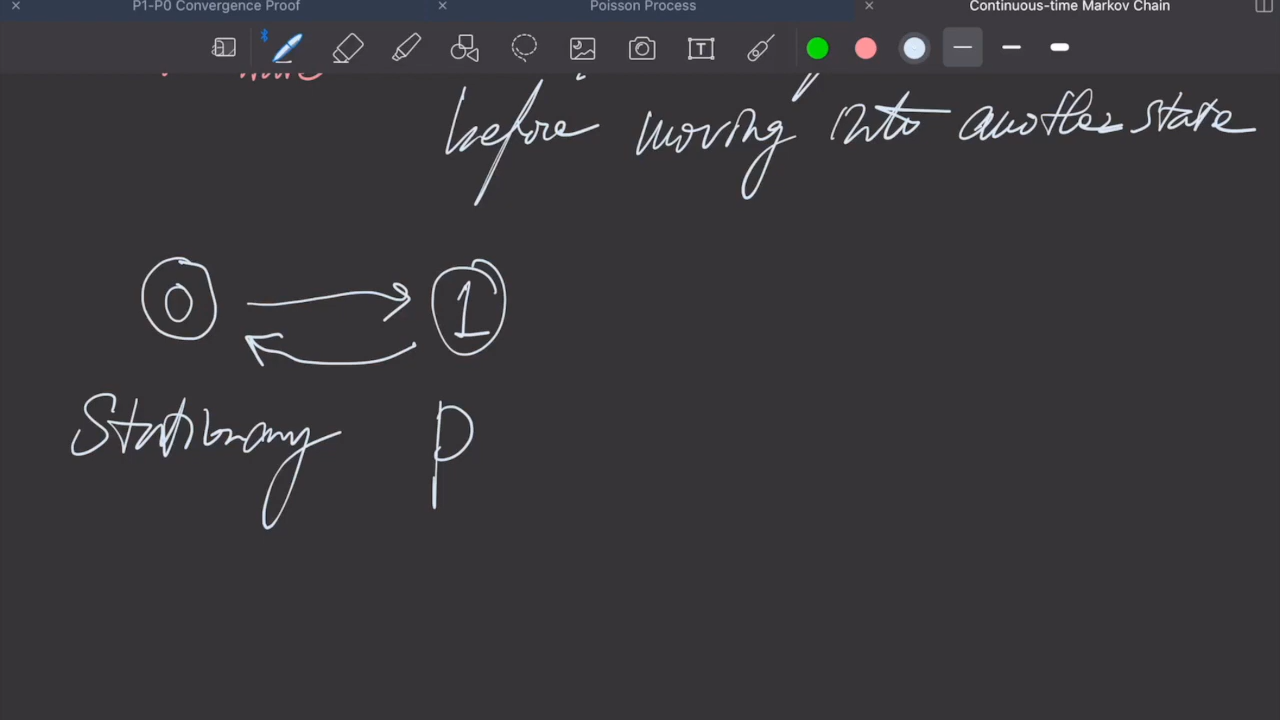 P1-P0 Convergence Proof Poisson Process Continuous-time Markov Chain
T
before moving into another state
0 1
Stationary P